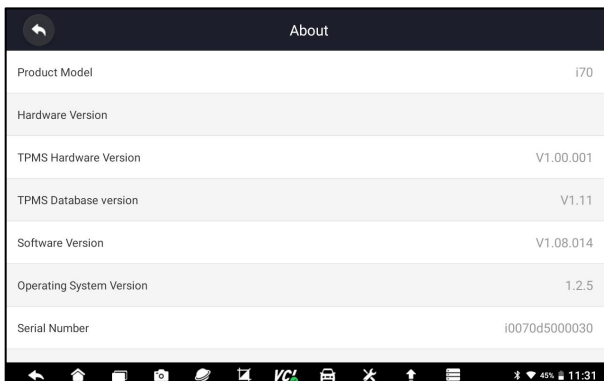 About
Product Model i70
Hardware Version
TPMS Hardware Version V1.00.001
TPMS Database version V1.11
Software Version V1.08.014
Operating System Version 1.2.5
Serial Number i0070d5000030
VCI 45% 11:31